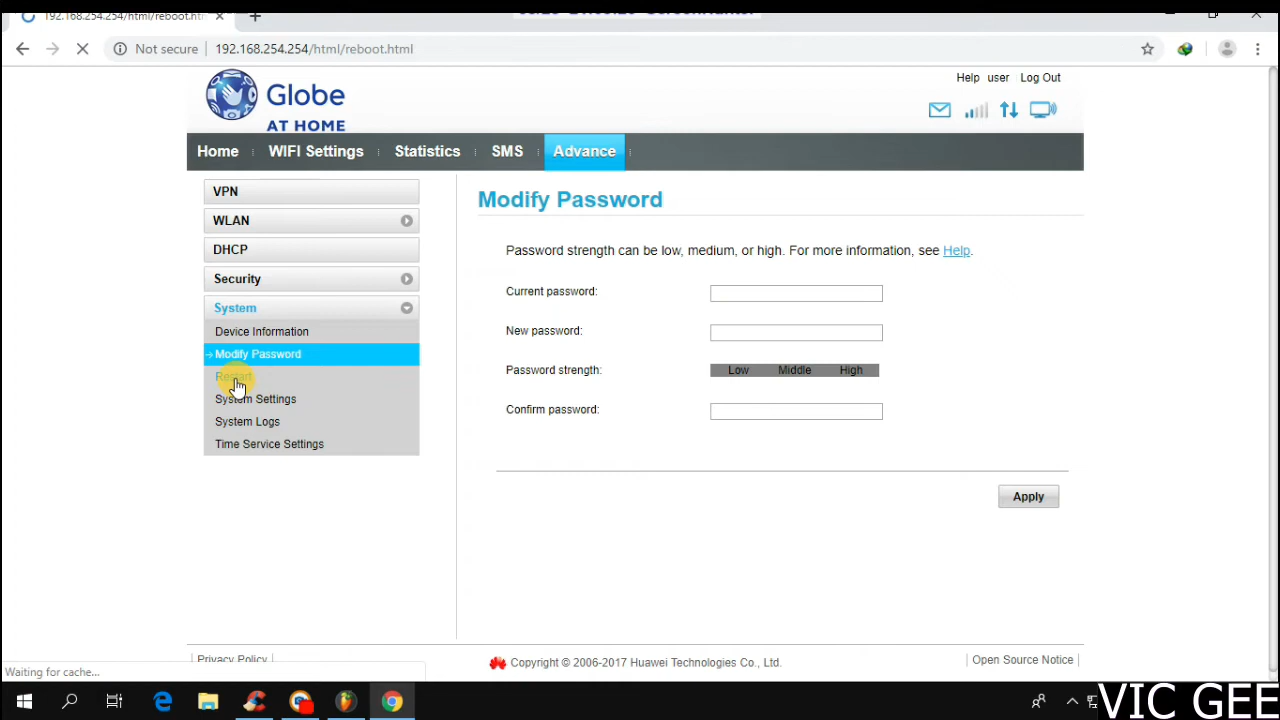 192.168.254.254/html/reboot.htm
Not secure
192.168.254.254/html/reboot.html
Globe
AT HOME
Help user Log Out
Home WIFI Settings Statistics SMS Advance
VPN
WLAN
DHCP
Security
System
Device Information
Modify Password
Restart
System Settings
System Logs
Time Service Settings
Modify Password
Password strength can be low, medium, or high. For more information, see Help.
Current password:
New password:
Password strength: Low Middle High
Confirm password:
Apply
Privacy Policy
Copyright © 2006-2017 Huawei Technologies Co., Ltd.
Open Source Notice
Waiting for cache...
VIC GEE